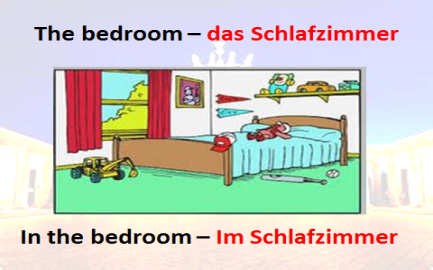 The bedroom – das Schlafzimmer
In the bedroom – Im Schlafzimmer